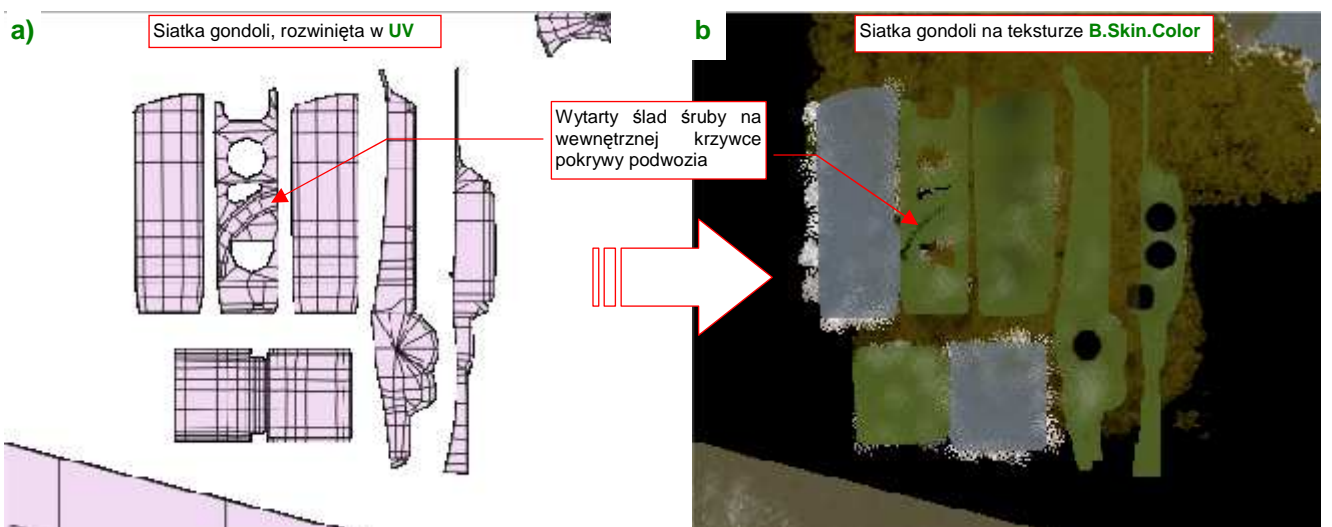 a)
Siatka gondoli, rozwinięta w UV
b
Siatka gondoli na teksturze B.Skin.Color
Wytarty ślad śruby na
wewnętrznej krzywce
pokrywy podwozia